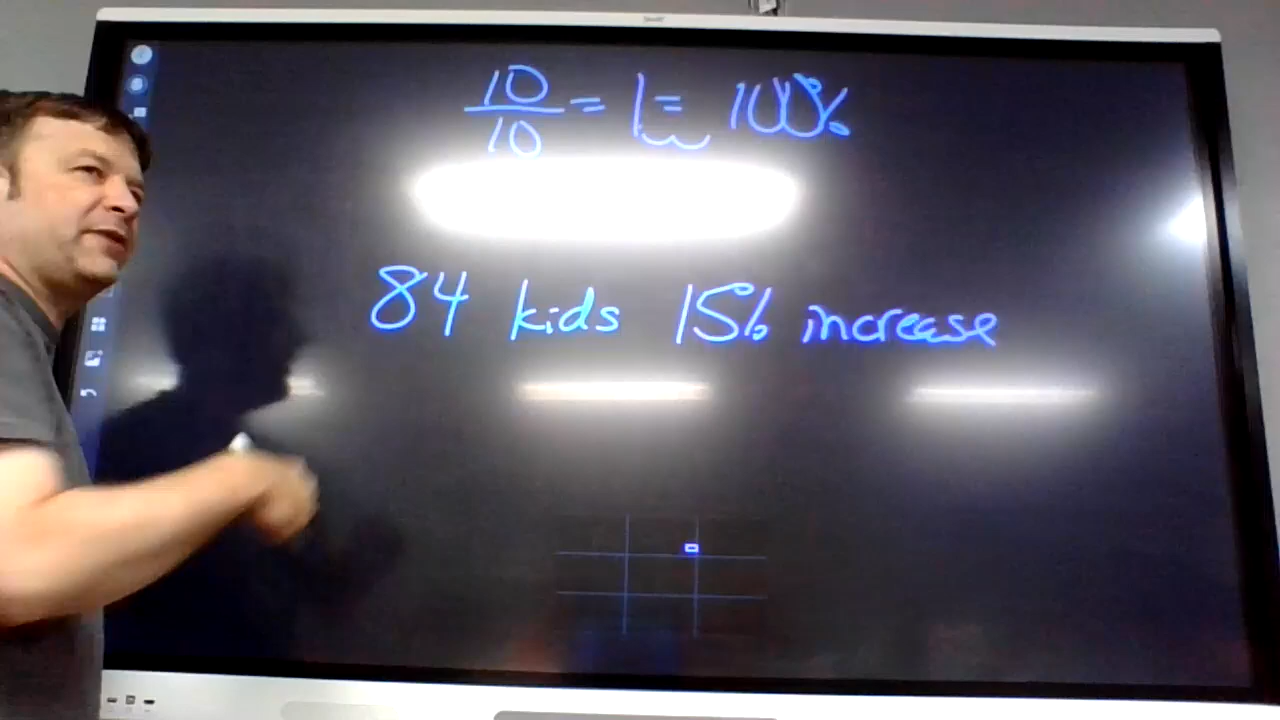 10/10 = 1 = 100%
84 kids 15% increase